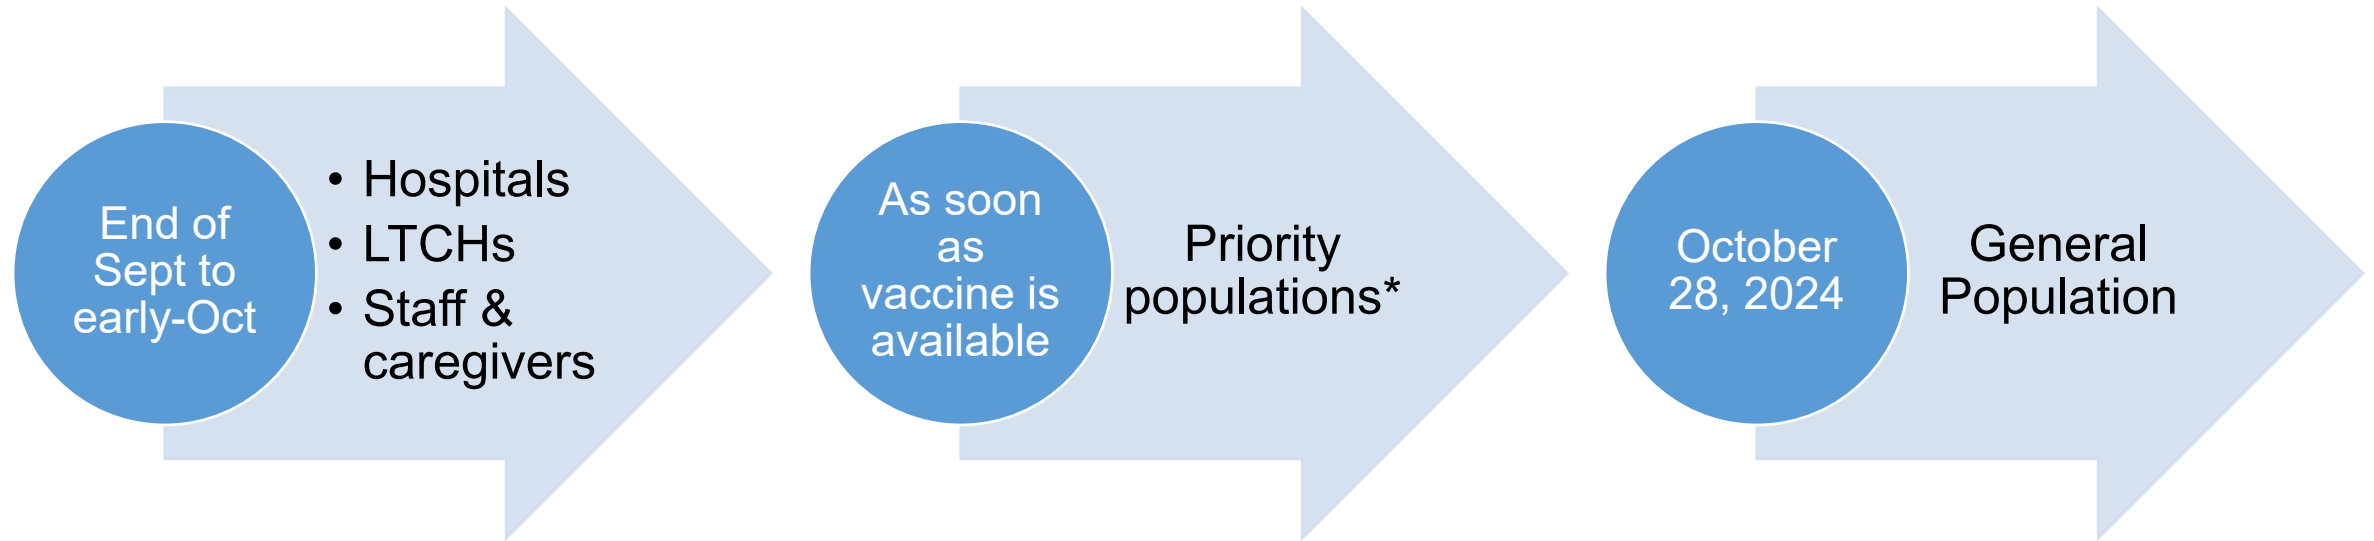 End of
Sept to
early-Oct
• Hospitals
• LTCHs
• Staff &
caregivers
As soon
as
vaccine is
available
Priority
populations*
October
28, 2024
General
Population